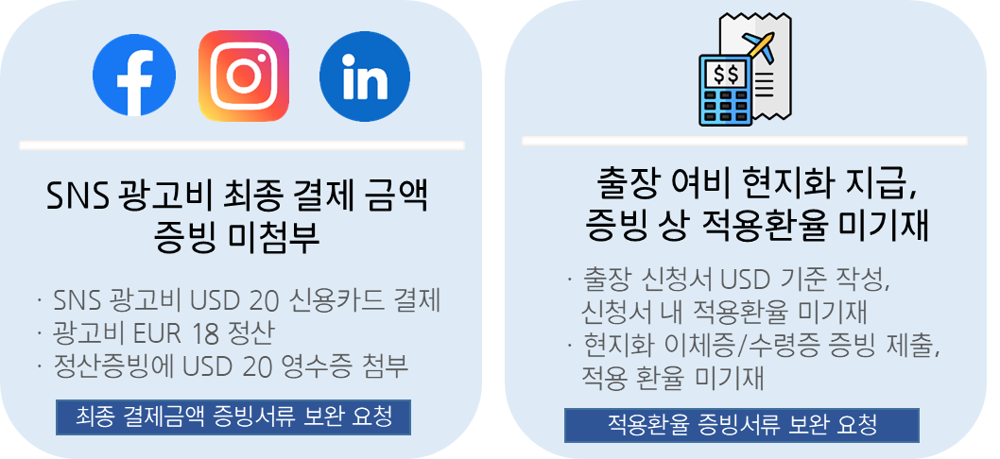 SNS 광고비 최종 결제 금액
증빙 미첨부
· SNS 광고비 USD 20 신용카드 결제
· 광고비 EUR 18 정산
· 정산증빙에 USD 20 영수증 첨부
최종 결제금액 증빙서류 보완 요청
$$
출장 여비 현지화 지급,
증빙 상 적용환율 미기재
· 출장 신청서 USD 기준 작성,
신청서 내 적용환율 미기재
· 현지화 이체증/수령증 증빙 제출,
적용 환율 미기재
적용환율 증빙서류 보완 요청